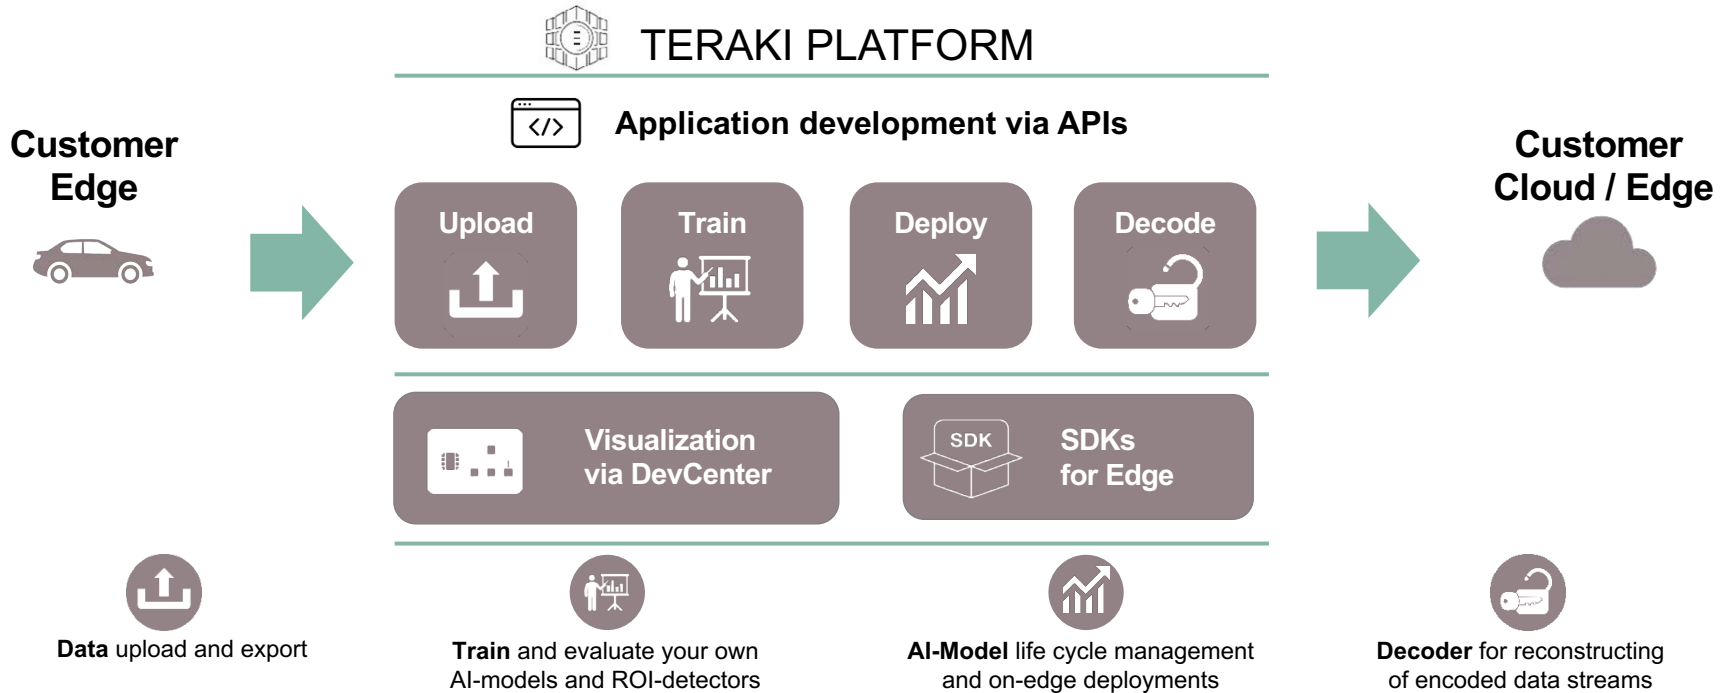 TERAKI PLATFORM
</>
Application development via APIs
Customer
Edge
Customer
Cloud / Edge
Upload
Train
Deploy
Decode
Visualization
via DevCenter
SDK
SDKs
for Edge
Data upload and export
Train and evaluate your own
AI-models and ROI-detectors
AI-Model life cycle management
and on-edge deployments
Decoder for reconstructing
of encoded data streams